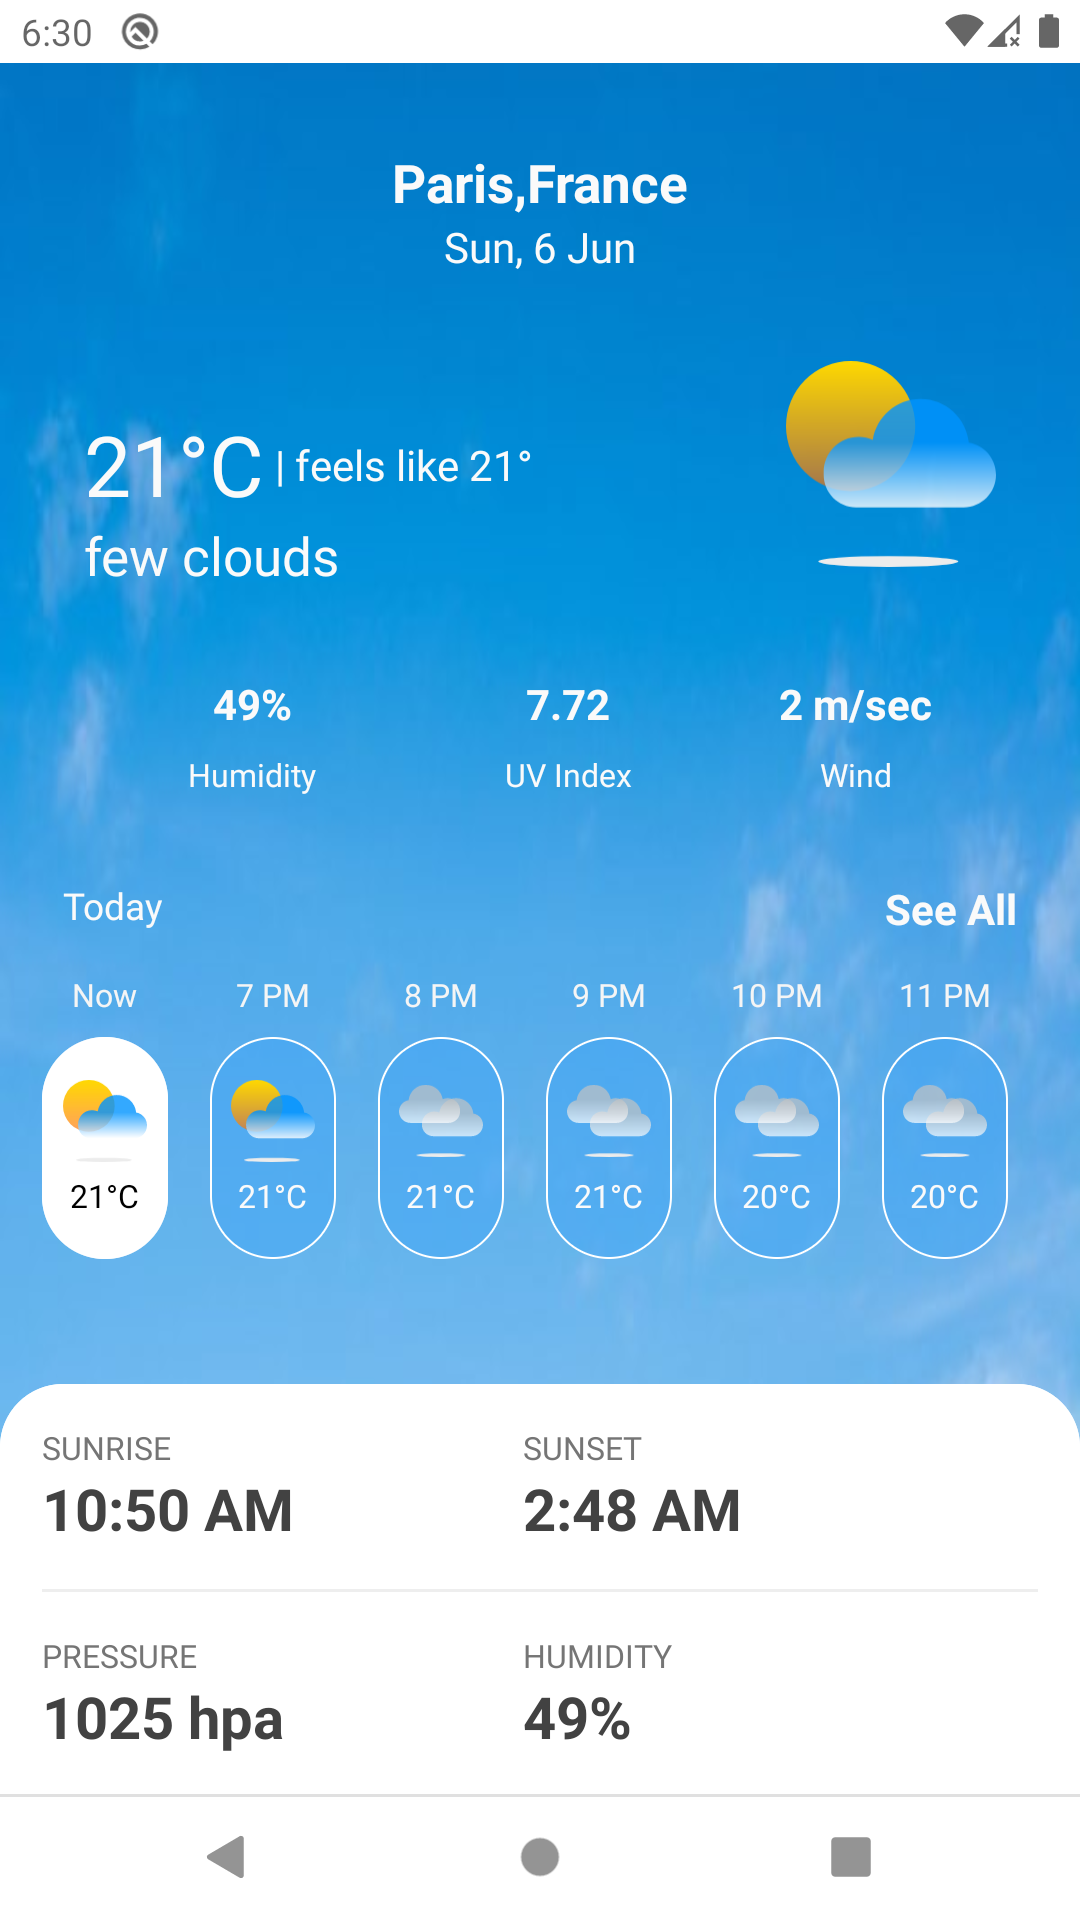 6:30
Paris,France
Sun, 6 Jun
21°C | feels like 21°
few clouds
49% 7.72 2 m/sec
Humidity UV Index Wind
Today See All
Now 7 PM 8 PM 9 PM 10 PM 11 PM
21°C 21°C 21°C 21°C 20°C 20°C
SUNRISE SUNSET
10:50 AM 2:48 AM
PRESSURE HUMIDITY
1025 hpa 49%